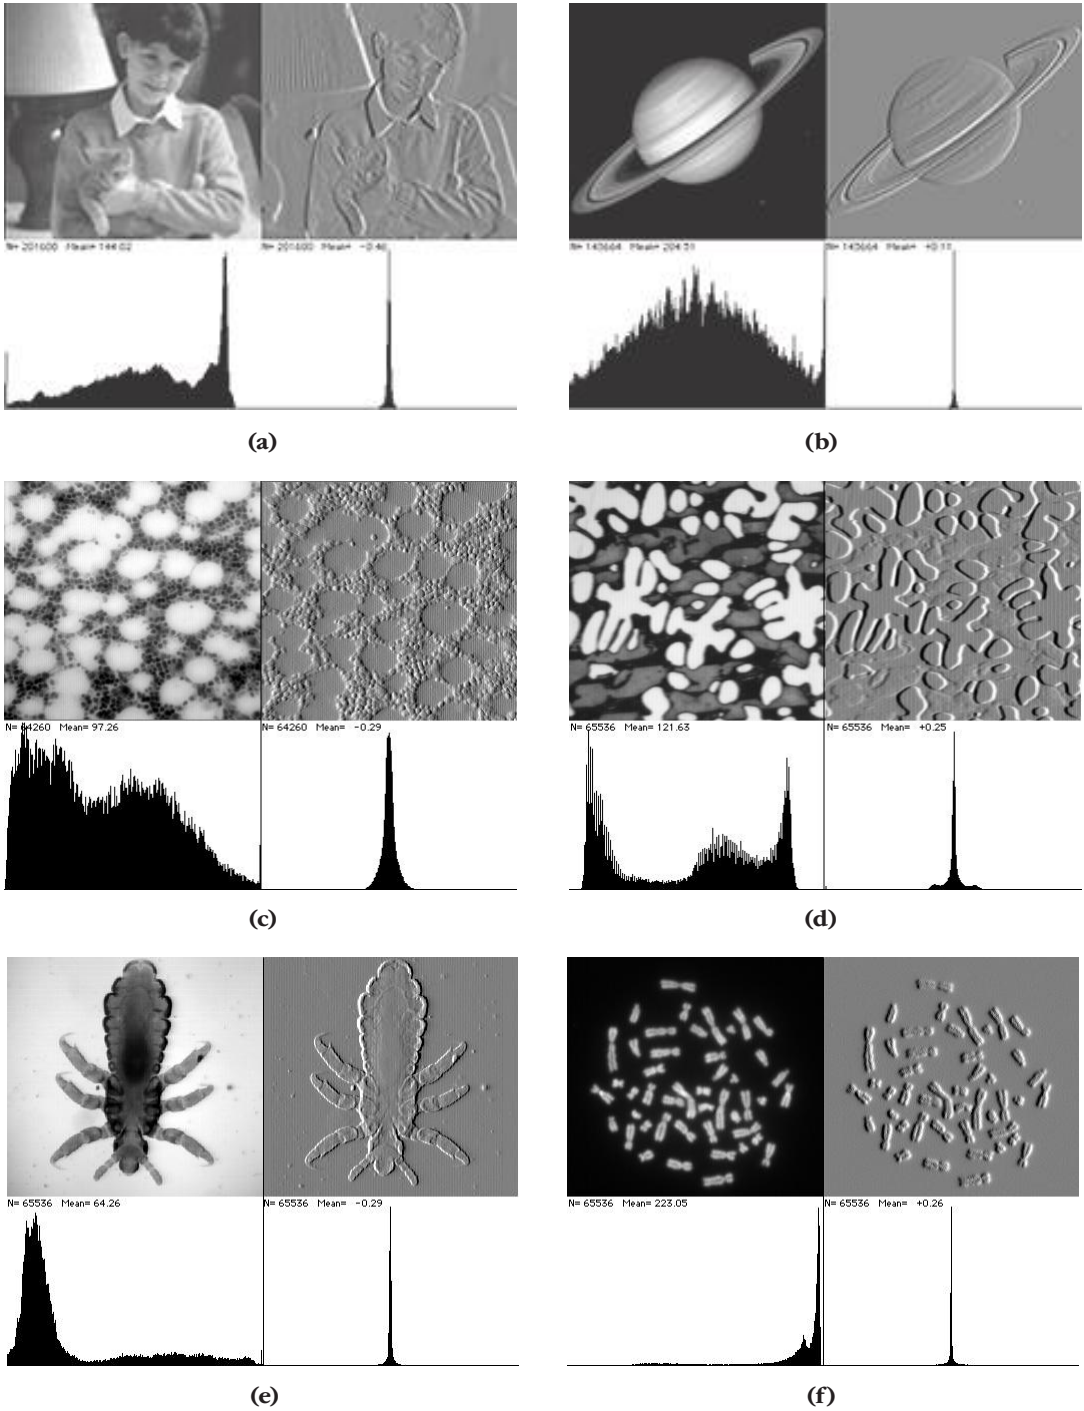 N= 201600 Mean= 144.02 N= 201600 Mean= -0.46
N= 143664 Mean= 204.51 N= 143664 Mean= +0.11
(a)
(b)
N= 64260 Mean= 97.26 N= 64260 Mean= -0.29
N= 65536 Mean= 121.63 N= 65536 Mean= +0.25
(c)
(d)
N= 65536 Mean= 64.26 N= 65536 Mean= -0.29
N= 65536 Mean= 223.05 N= 65536 Mean= +0.26
(e)
(f)